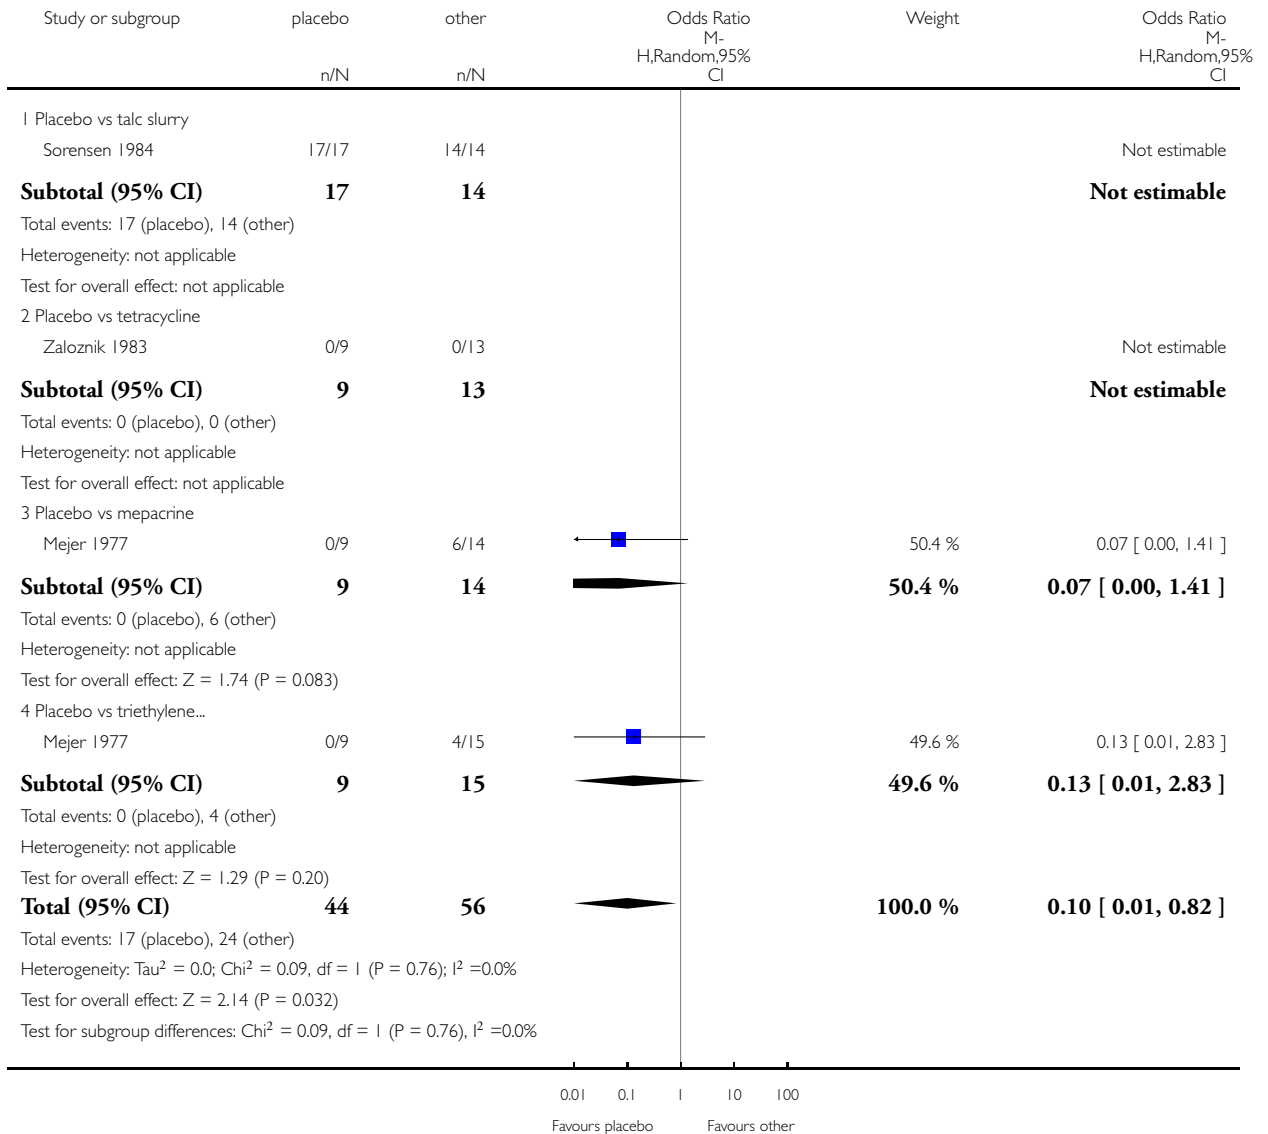 Study or subgroup placebo other Odds Ratio Weight Odds Ratio
M- M-
H,Random,95% H,Random,95%
n/N n/N CI CI
1 Placebo vs talc slurry
Sorensen 1984 17/17 14/14 Not estimable
Subtotal (95% CI) 17 14 Not estimable
Total events: 17 (placebo), 14 (other)
Heterogeneity: not applicable
Test for overall effect: not applicable
2 Placebo vs tetracycline
Zaloznik 1983 0/9 0/13 Not estimable
Subtotal (95% CI) 9 13 Not estimable
Total events: 0 (placebo), 0 (other)
Heterogeneity: not applicable
Test for overall effect: not applicable
3 Placebo vs mepacrine
Mejer 1977 0/9 6/14 50.4 % 0.07 [ 0.00, 1.41 ]
Subtotal (95% CI) 9 14 50.4 % 0.07 [ 0.00, 1.41 ]
Total events: 0 (placebo), 6 (other)
Heterogeneity: not applicable
Test for overall effect: Z = 1.74 (P = 0.083)
4 Placebo vs triethylene...
Mejer 1977 0/9 4/15 49.6 % 0.13 [ 0.01, 2.83 ]
Subtotal (95% CI) 9 15 49.6 % 0.13 [ 0.01, 2.83 ]
Total events: 0 (placebo), 4 (other)
Heterogeneity: not applicable
Test for overall effect: Z = 1.29 (P = 0.20)
Total (95% CI) 44 56 100.0 % 0.10 [ 0.01, 0.82 ]
Total events: 17 (placebo), 24 (other)
Heterogeneity: Tau² = 0.0; Chi² = 0.09, df = 1 (P = 0.76); I² =0.0%
Test for overall effect: Z = 2.14 (P = 0.032)
Test for subgroup differences: Chi² = 0.09, df = 1 (P = 0.76), I² =0.0%
0.01 0.1 1 10 100
Favours placebo Favours other